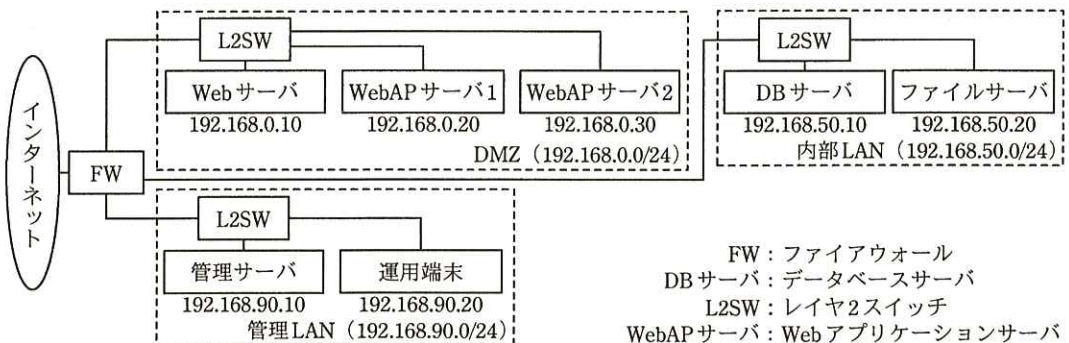 インターネット
FW
L2SW
Webサーバ
192.168.0.10
WebAPサーバ1
192.168.0.20
WebAPサーバ2
192.168.0.30
DMZ（192.168.0.0/24）
L2SW
DBサーバ
192.168.50.10
ファイルサーバ
192.168.50.20
内部LAN（192.168.50.0/24）
L2SW
管理サーバ
192.168.90.10
運用端末
192.168.90.20
管理LAN（192.168.90.0/24）
FW：ファイアウォール
DBサーバ：データベースサーバ
L2SW：レイヤ2スイッチ
WebAPサーバ：Webアプリケーションサーバ